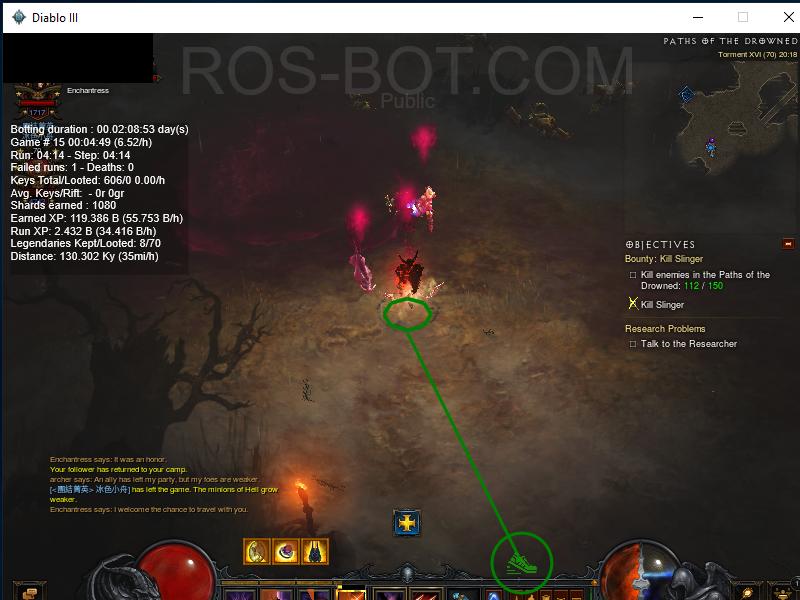 Diablo III
ROS-BOT.COM
Public
PATHS OF THE DROWNED
Torment XVI (70) 20:18
Enchantress
1717
Botting duration : 00.02:08:53 day(s)
Game # 15 00:04:49 (6.52/h)
Run: 04:14 - Step: 04:14
Failed runs: 1 - Deaths: 0
Keys Total/Looted: 606/0 0.00/h
Avg. Keys/Rift:  - 0r 0gr
Shards earned : 1080
Earned XP: 119.386 B (55.753 B/h)
Run XP: 2.432 B (34.416 B/h)
Legendaries Kept/Looted: 8/70
Distance: 130.302 Ky (35mi/h)
OBJECTIVES
Bounty: Kill Slinger
Kill enemies in the Paths of the
Drowned: 112 / 150
Kill Slinger
Research Problems
Talk to the Researcher
Enchantress says: It was an honor.
Your follower has returned to your camp.
archer says: An ally has left my party, but my foes are weaker.
[<團結菁英> 冰色小舟] has left the game. The minions of Hell grow
weaker.
Enchantress says: I welcome the chance to travel with you.